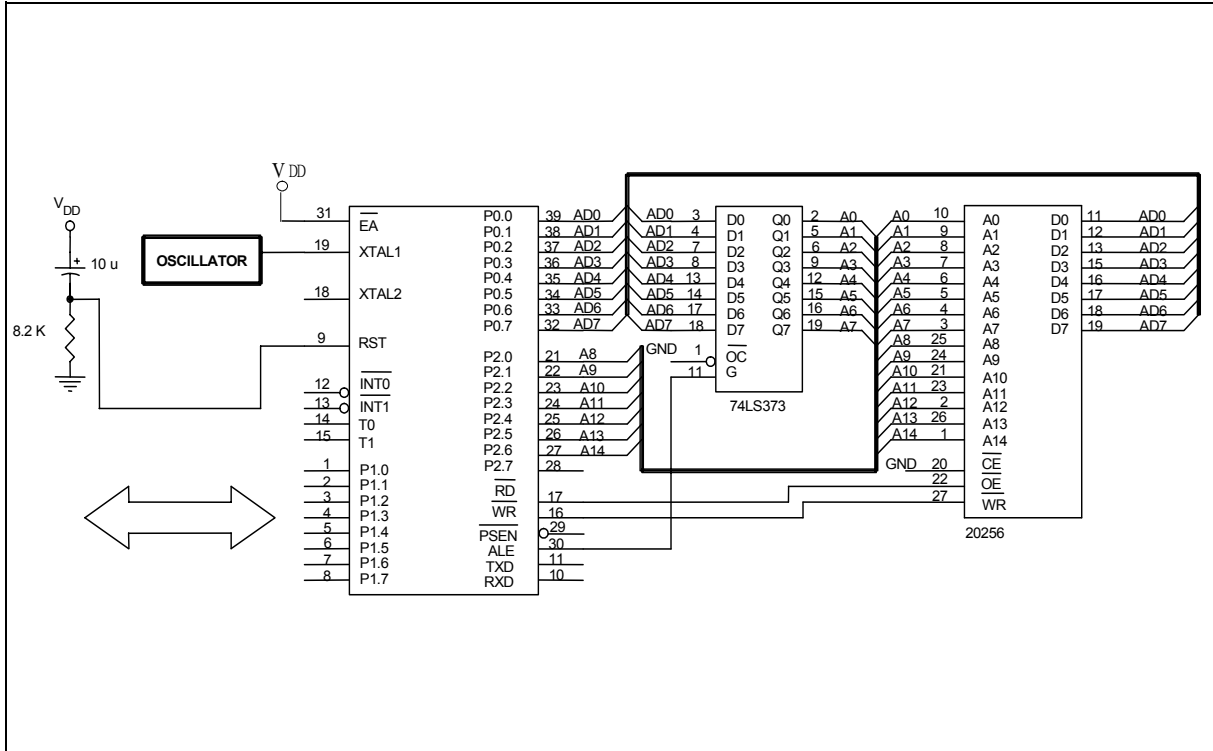 V DD
V DD
10 u
8.2 K
OSCILLATOR
31 EA
19 XTAL1
18 XTAL2
9 RST
12 INT0
13 INT1
14 T0
15 T1
1 P1.0
2 P1.1
3 P1.2
4 P1.3
5 P1.4
6 P1.5
7 P1.6
8 P1.7
P0.0 39 AD0
P0.1 38 AD1
P0.2 37 AD2
P0.3 36 AD3
P0.4 35 AD4
P0.5 34 AD5
P0.6 33 AD6
P0.7 32 AD7
P2.0 21 A8
P2.1 22 A9
P2.2 23 A10
P2.3 24 A11
P2.4 25 A12
P2.5 26 A13
P2.6 27 A14
P2.7 28
RD 17
WR 16
PSEN 29
ALE 30
TXD 11
RXD 10
AD0 3 D0 Q0 2 A0
AD1 4 D1 Q1 5 A1
AD2 7 D2 Q2 6 A2
AD3 8 D3 Q3 9 A3
AD4 13 D4 Q4 12 A4
AD5 14 D5 Q5 15 A5
AD6 17 D6 Q6 16 A6
AD7 18 D7 Q7 19 A7
GND 1 OC
11 G
74LS373
A0 10 A0 D0 11 AD0
A1 9 A1 D1 12 AD1
A2 8 A2 D2 13 AD2
A3 7 A3 D3 15 AD3
A4 6 A4 D4 16 AD4
A5 5 A5 D5 17 AD5
A6 4 A6 D6 18 AD6
A7 3 A7 D7 19 AD7
A8 25 A8
A9 24 A9
A10 21 A10
A11 23 A11
A12 2 A12
A13 26 A13
A14 1 A14
GND 20 CE
22 OE
27 WR
20256